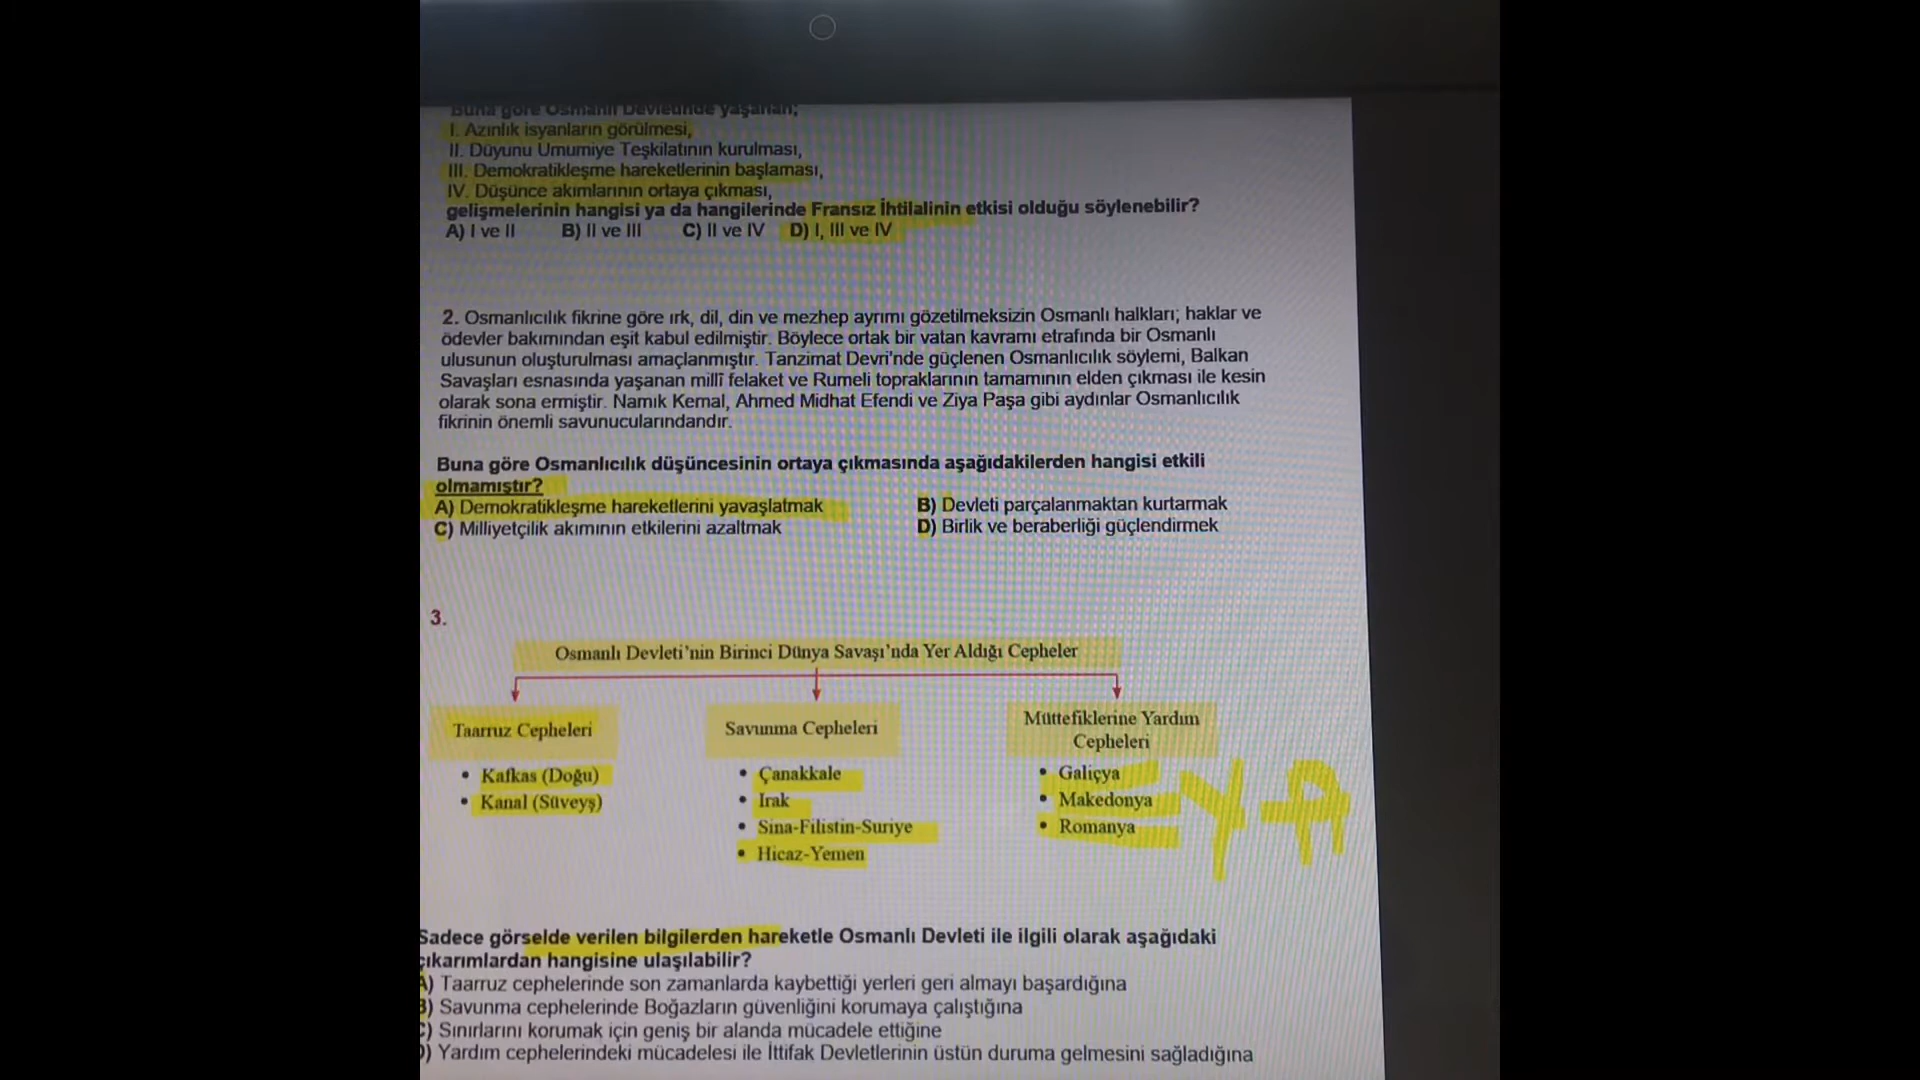 Buna göre Osmanlı Devletinde yaşanan;
I. Azınlık isyanların görülmesi,
II. Düyunu Umumiye Teşkilatının kurulması,
III. Demokratikleşme hareketlerinin başlaması,
IV. Düşünce akımlarının ortaya çıkması,
gelişmelerinin hangisi ya da hangilerinde Fransız İhtilalinin etkisi olduğu söylenebilir?
A) I ve II B) II ve III C) II ve IV D) I, III ve IV
2. Osmanlıcılık fikrine göre ırk, dil, din ve mezhep ayrımı gözetilmeksizin Osmanlı halkları; haklar ve
ödevler bakımından eşit kabul edilmiştir. Böylece ortak bir vatan kavramı etrafında bir Osmanlı
ulusunun oluşturulması amaçlanmıştır. Tanzimat Devri'nde güçlenen Osmanlıcılık söylemi, Balkan
Savaşları esnasında yaşanan millî felaket ve Rumeli topraklarının tamamının elden çıkması ile kesin
olarak sona ermiştir. Namık Kemal, Ahmed Midhat Efendi ve Ziya Paşa gibi aydınlar Osmanlıcılık
fikrinin önemli savunucularındandır.
Buna göre Osmanlıcılık düşüncesinin ortaya çıkmasında aşağıdakilerden hangisi etkili
olmamıştır?
A) Demokratikleşme hareketlerini yavaşlatmak B) Devleti parçalanmaktan kurtarmak
C) Milliyetçilik akımının etkilerini azaltmak D) Birlik ve beraberliği güçlendirmek
3.
Osmanlı Devleti'nin Birinci Dünya Savaşı'nda Yer Aldığı Cepheler
Taarruz Cepheleri
• Kafkas (Doğu)
• Kanal (Süveyş)
Savunma Cepheleri
• Çanakkale
• Irak
• Sina-Filistin-Suriye
• Hicaz-Yemen
Müttefiklerine Yardım
Cepheleri
• Galiçya
• Makedonya
• Romanya
Sadece görselde verilen bilgilerden hareketle Osmanlı Devleti ile ilgili olarak aşağıdaki
çıkarımlardan hangisine ulaşılabilir?
A) Taarruz cephelerinde son zamanlarda kaybettiği yerleri geri almayı başardığına
B) Savunma cephelerinde Boğazların güvenliğini korumaya çalıştığına
C) Sınırlarını korumak için geniş bir alanda mücadele ettiğine
D) Yardım cephelerindeki mücadelesi ile İttifak Devletlerinin üstün duruma gelmesini sağladığına